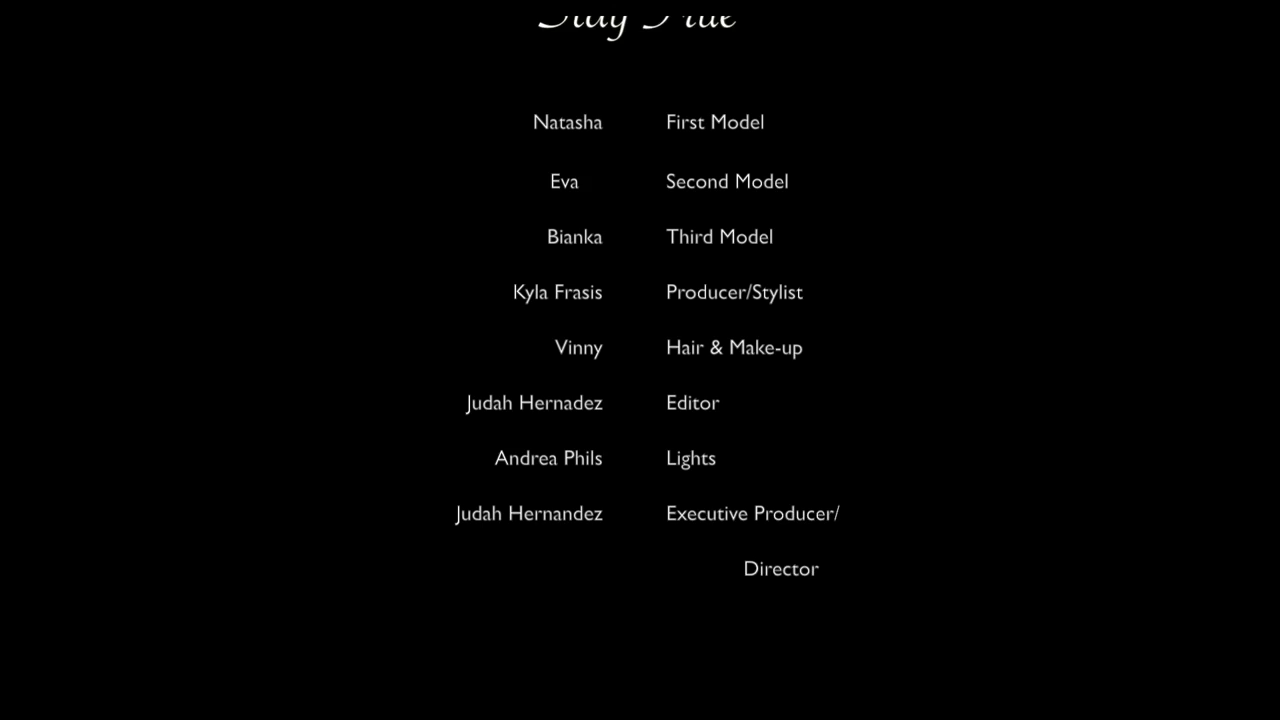 Natasha First Model
Eva Second Model
Bianka Third Model
Kyla Frasis Producer/Stylist
Vinny Hair & Make-up
Judah Hernadez Editor
Andrea Phils Lights
Judah Hernandez Executive Producer/
Director